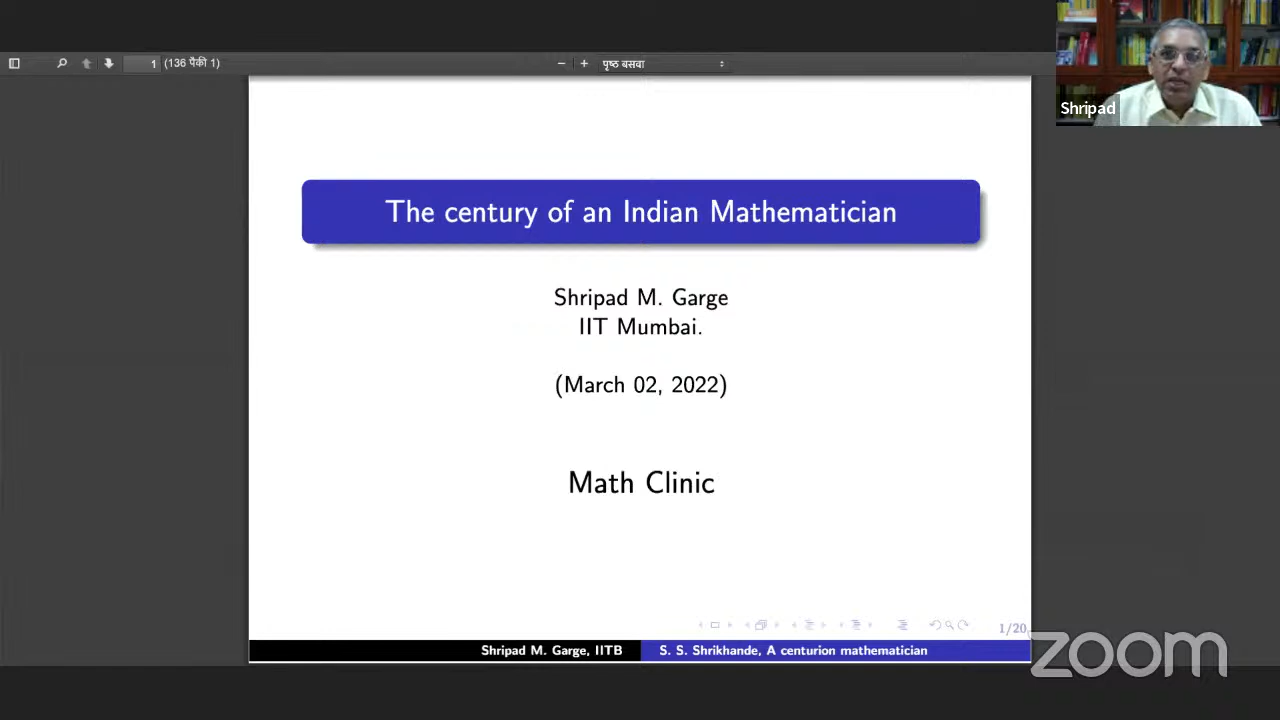 1 (136 पैकी 1)
− + पृष्ठ बसवा
Shripad
The century of an Indian Mathematician
Shripad M. Garge
IIT Mumbai.
(March 02, 2022)
Math Clinic
1/20
Shripad M. Garge, IITB S. S. Shrikhande, A centurion mathematician
zoom